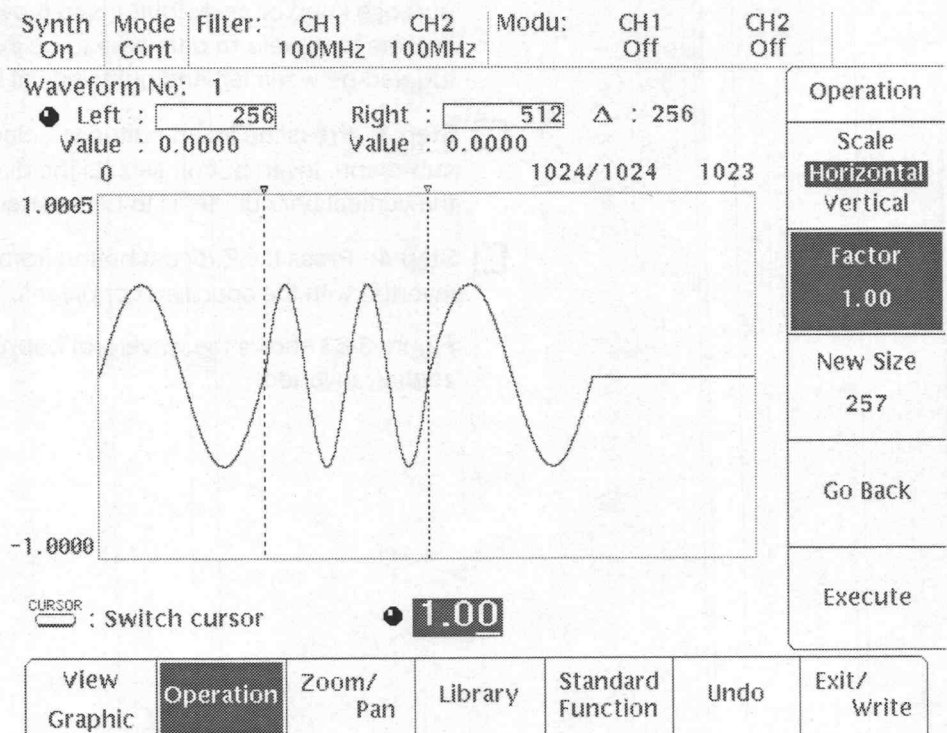 Synth Mode Filter: CH1 CH2 Modu: CH1 CH2
On Cont 100MHz 100MHz Off Off
Waveform No: 1
Left : 256 Right : 512 Δ : 256
Value : 0.0000 Value : 0.0000
0 1024/1024 1023
1.0005
-1.0000
Operation
Scale
Horizontal
Vertical
Factor
1.00
New Size
257
Go Back
Execute
CURSOR
: Switch cursor 1.00
View
Graphic
Operation
Zoom/
Pan
Library
Standard
Function
Undo
Exit/
Write